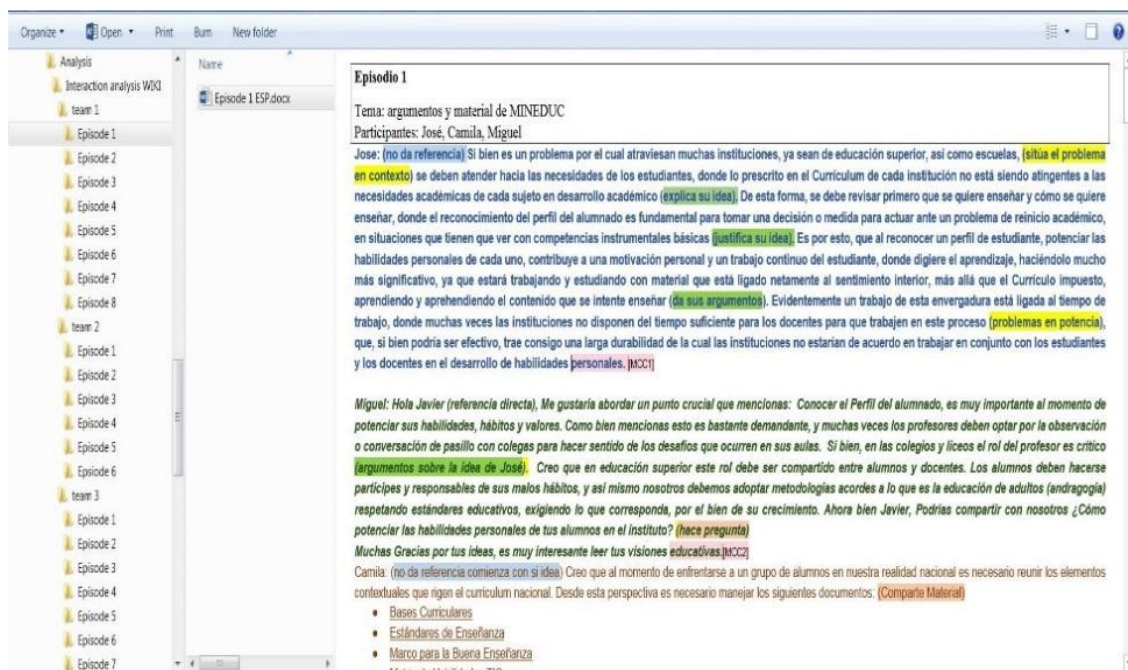 Organize
Open
Print
Burn
New folder
Analysis
Interaction analysis WIKI
team 1
Episode 1
Episode 2
Episode 3
Episode 4
Episode 5
Episode 6
Episode 7
Episode 8
team 2
Episode 1
Episode 2
Episode 3
Episode 4
Episode 5
Episode 6
team 3
Episode 1
Episode 2
Episode 3
Episode 4
Episode 5
Episode 6
Episode 7
Name
Episode 1 ESP.docx
Episodio 1
Tema: argumentos y material de MINEDUC
Participantes: José, Camila, Miguel
Jose: (no da referencia) Si bien es un problema por el cual atraviesan muchas instituciones, ya sean de educación superior, así como escuelas, (sitúa el problema
en contexto) se deben atender hacia las necesidades de los estudiantes, donde lo prescrito en el Currículum de cada institución no está siendo atingentes a las
necesidades académicas de cada sujeto en desarrollo académico (explica su idea). De esta forma, se debe revisar primero que se quiere enseñar y cómo se quiere
enseñar, donde el reconocimiento del perfil del alumnado es fundamental para tomar una decisión o medida para actuar ante un problema de reinicio académico,
en situaciones que tienen que ver con competencias instrumentales básicas (justifica su idea). Es por esto, que al reconocer un perfil de estudiante, potenciar las
habilidades personales de cada uno, contribuye a una motivación personal y un trabajo continuo del estudiante, donde digiere el aprendizaje, haciéndolo mucho
más significativo, ya que estará trabajando y estudiando con material que está ligado netamente al sentimiento interior, más allá que el Currículo impuesto,
aprendiendo y aprehendiendo el contenido que se intente enseñar (da sus argumentos). Evidentemente un trabajo de esta envergadura está ligada al tiempo de
trabajo, donde muchas veces las instituciones no disponen del tiempo suficiente para los docentes para que trabajen en este proceso (problemas en potencia),
que, si bien podría ser efectivo, trae consigo una larga durabilidad de la cual las instituciones no estarían de acuerdo en trabajar en conjunto con los estudiantes
y los docentes en el desarrollo de habilidades personales. [MCC1]
Miguel: Hola Javier (referencia directa), Me gustaría abordar un punto crucial que mencionas: Conocer el Perfil del alumnado, es muy importante al momento de
potenciar sus habilidades, hábitos y valores. Como bien mencionas esto es bastante demandante, y muchas veces los profesores deben optar por la observación
o conversación de pasillo con colegas para hacer sentido de los desafíos que ocurren en sus aulas. Si bien, en los colegios y liceos el rol del profesor es crítico
(argumentos sobre la idea de José). Creo que en educación superior este rol debe ser compartido entre alumnos y docentes. Los alumnos deben hacerse
partícipes y responsables de sus malos hábitos, y así mismo nosotros debemos adoptar metodologías acordes a lo que es la educación de adultos (andragogía)
respetando estándares educativos, exigiendo lo que corresponda, por el bien de su crecimiento. Ahora bien Javier, Podrías compartir con nosotros ¿Cómo
potenciar las habilidades personales de tus alumnos en el instituto? (hace pregunta)
Muchas Gracias por tus ideas, es muy interesante leer tus visiones educativas.[MCC2]
Camila: (no da referencia comienza con si idea) Creo que al momento de enfrentarse a un grupo de alumnos en nuestra realidad nacional es necesario reunir los elementos
contextuales que rigen el curriculum nacional. Desde esta perspectiva es necesario manejar los siguientes documentos: (Comparte Material)
• Bases Curriculares
• Estándares de Enseñanza
• Marco para la Buena Enseñanza